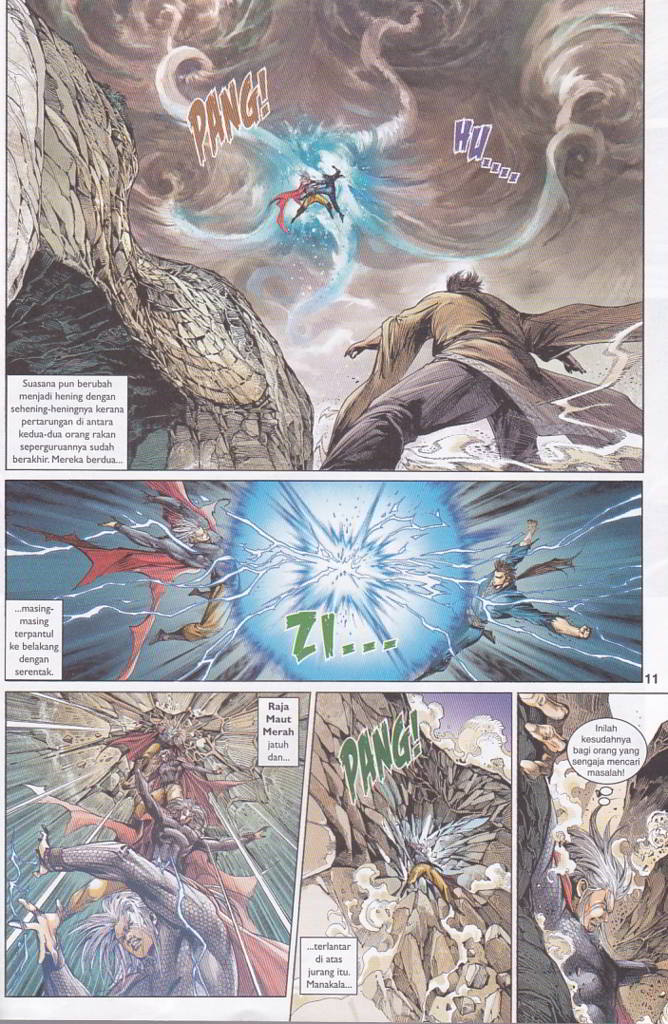 PANG!
HU....
Suasana pun berubah
menjadi hening dengan
sehening-heningnya kerana
pertarungan di antara
kedua-dua orang rakan
seperguruannya sudah
berakhir. Mereka berdua...
...masing-
masing
terpantul
ke belakang
dengan
serentak.
ZI...
11
Raja
Maut
Merah
jatuh
dan...
PANG!
...terlantar
di atas
jurang itu.
Manakala...
Inilah
kesudahnya
bagi orang yang
sengaja mencari
masalah!